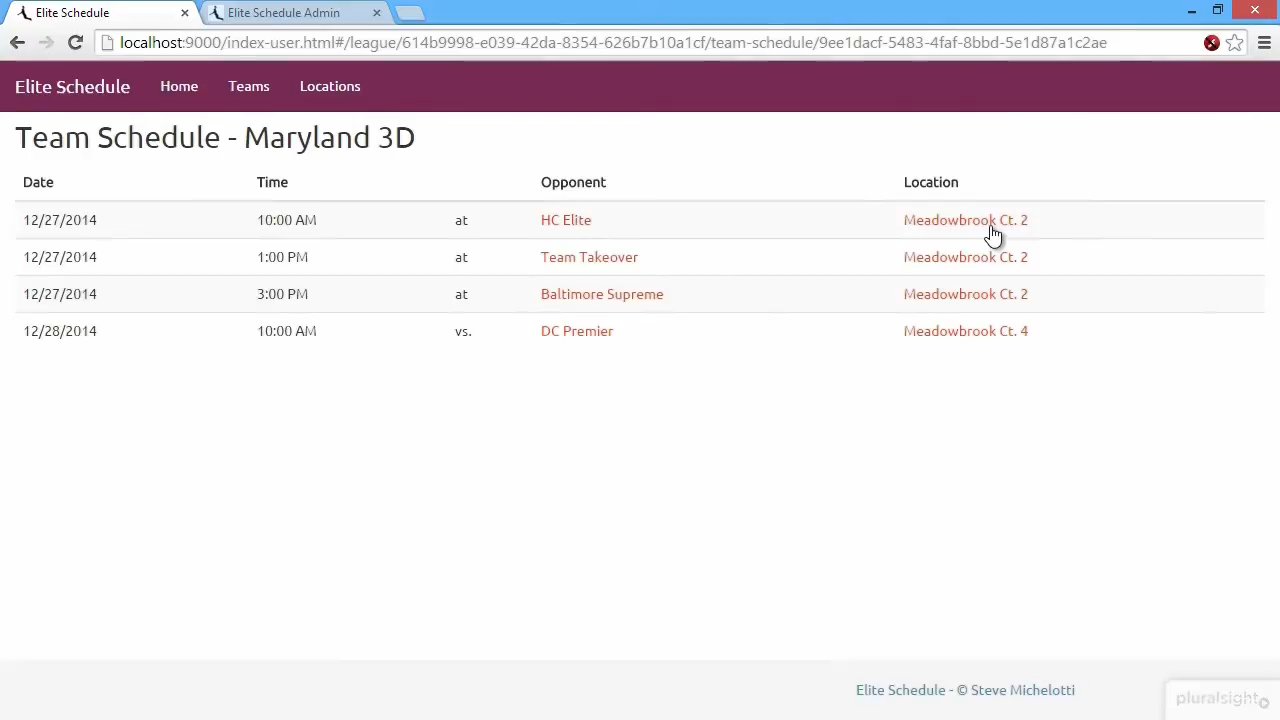 Elite Schedule
Elite Schedule Admin
localhost:9000/index-user.html#/league/614b9998-e039-42da-a354-626b7b10a1cf/team-schedule/9ee1dacf-5483-4faf-8bbd-5e1d87a1c2ae
Elite Schedule Home Teams Locations
Team Schedule - Maryland 3D
Date Time Opponent Location
12/27/2014 10:00 AM at HC Elite Meadowbrook Ct. 2
12/27/2014 1:00 PM at Team Takeover Meadowbrook Ct. 2
12/27/2014 3:00 PM at Baltimore Supreme Meadowbrook Ct. 2
12/28/2014 10:00 AM vs. DC Premier Meadowbrook Ct. 4
Elite Schedule - © Steve Michelotti
pluralsight